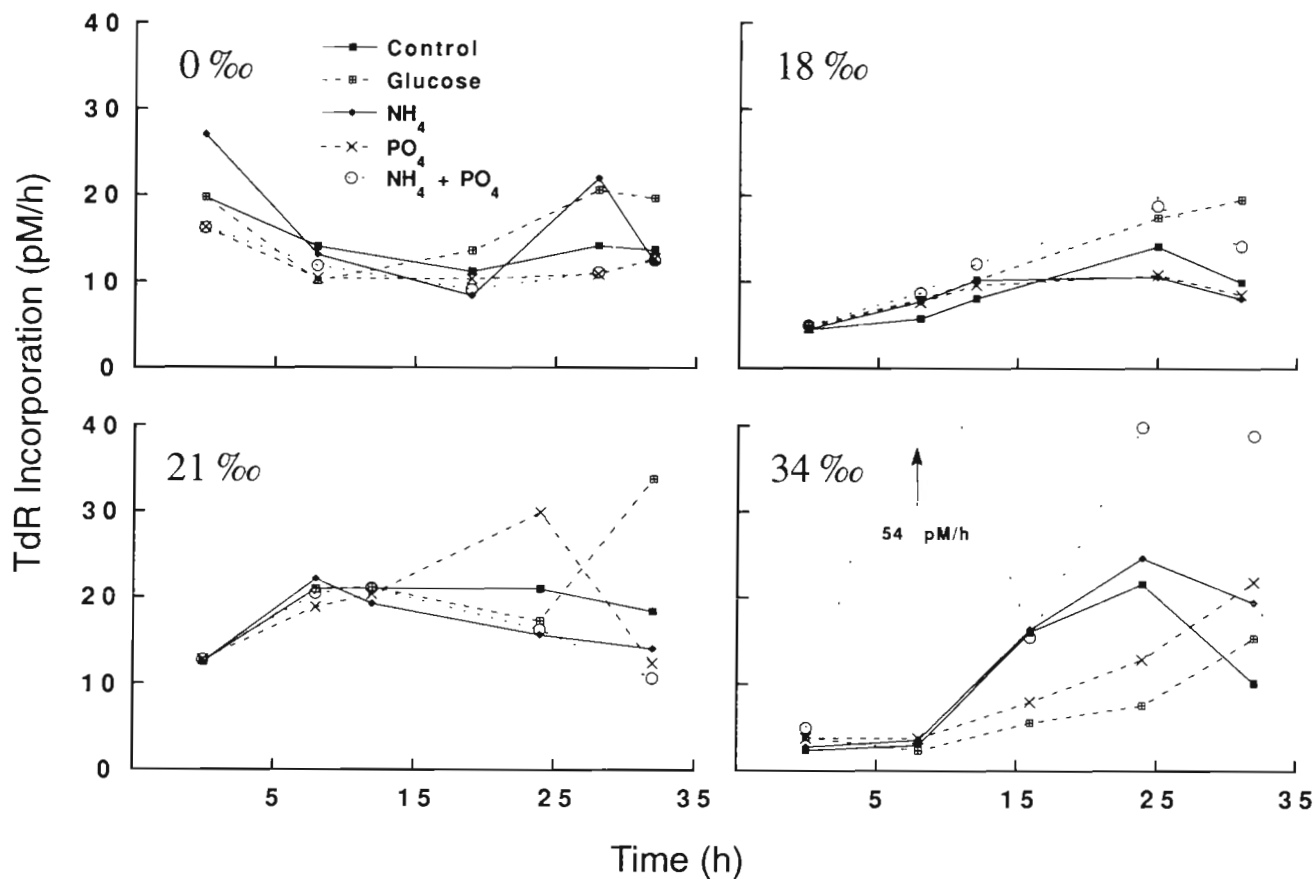 TdR Incorporation (pM/h)
40
30
20
10
0
0 ‰
Control
Glucose
NH4
PO4
NH4 + PO4
18 ‰
40
30
20
10
0
21 ‰
34 ‰
54 pM/h
5 15 25 35
5 15 25 35
Time (h)